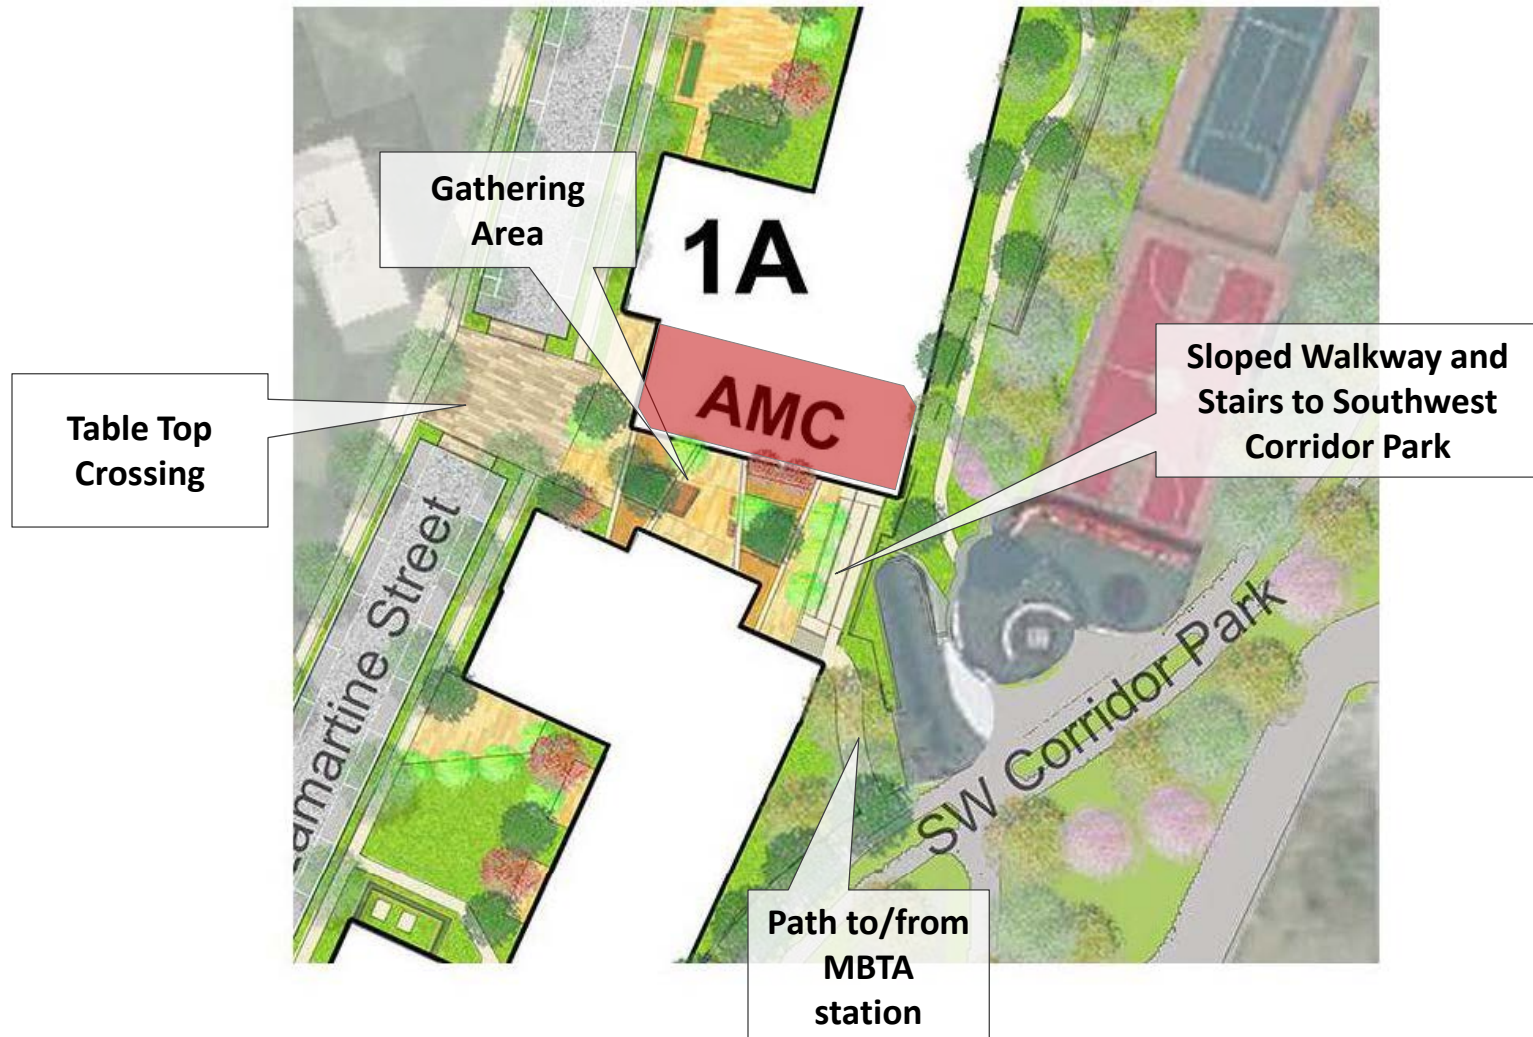 Gathering
Area
1A
Sloped Walkway and
Stairs to Southwest
Corridor Park
AMC
Table Top
Crossing
Lamartine Street
SW Corridor Park
Path to/from
MBTA
station